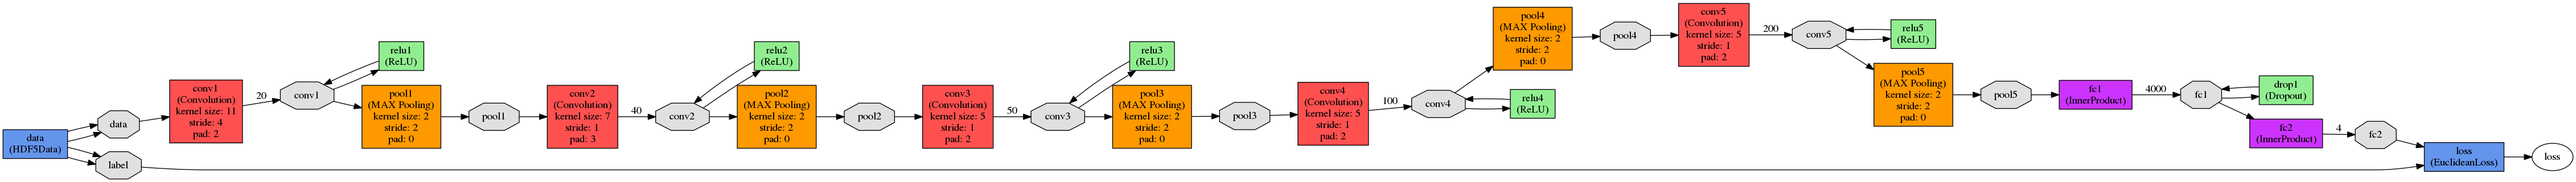 data
(HDF5Data)
data
label
conv1
(Convolution)
kernel size: 11
stride: 4
pad: 2
20
conv1
relu1
(ReLU)
pool1
(MAX Pooling)
kernel size: 2
stride: 2
pad: 0
pool1
conv2
(Convolution)
kernel size: 7
stride: 1
pad: 3
40
conv2
relu2
(ReLU)
pool2
(MAX Pooling)
kernel size: 2
stride: 2
pad: 0
pool2
conv3
(Convolution)
kernel size: 5
stride: 1
pad: 2
50
conv3
relu3
(ReLU)
pool3
(MAX Pooling)
kernel size: 2
stride: 2
pad: 0
pool3
conv4
(Convolution)
kernel size: 5
stride: 1
pad: 2
100
conv4
relu4
(ReLU)
pool4
(MAX Pooling)
kernel size: 2
stride: 2
pad: 0
pool4
conv5
(Convolution)
kernel size: 5
stride: 1
pad: 2
200
conv5
relu5
(ReLU)
pool5
(MAX Pooling)
kernel size: 2
stride: 2
pad: 0
pool5
fc1
(InnerProduct)
4000
fc1
drop1
(Dropout)
fc2
(InnerProduct)
4
fc2
loss
(EuclideanLoss)
loss